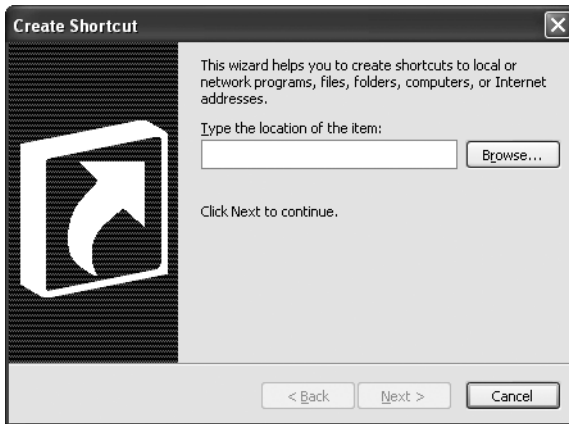 Create Shortcut
This wizard helps you to create shortcuts to local or
network programs, files, folders, computers, or Internet
addresses.
Type the location of the item:
Browse...
Click Next to continue.
< Back
Next >
Cancel